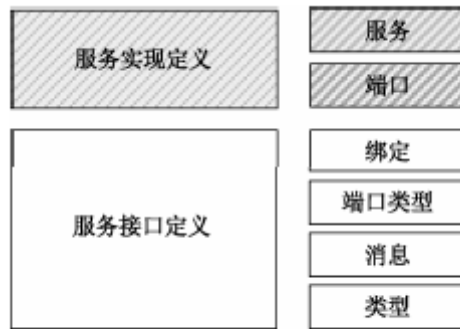 服务实现定义
服务
端口
服务接口定义
绑定
端口类型
消息
类型